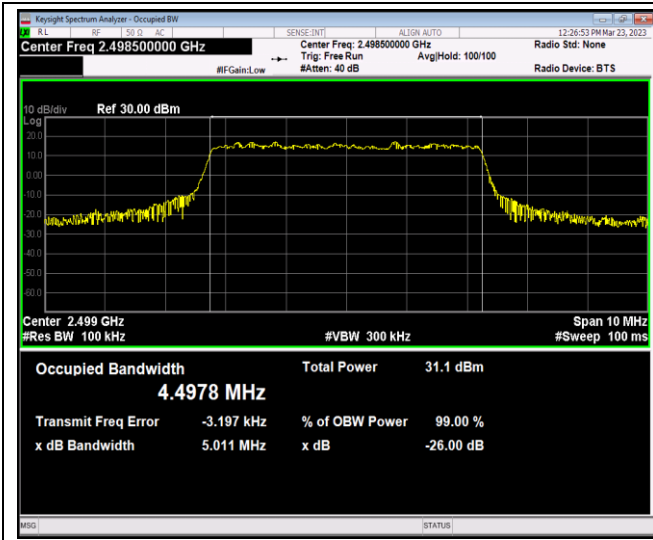 Keysight Spectrum Analyzer - Occupied BW
LXI RL RF 50 Ω AC SENSE:INT ALIGN AUTO 12:26:53 PM Mar 23, 2023
Center Freq 2.498500000 GHz Center Freq: 2.498500000 GHz Radio Std: None
Trig: Free Run Avg|Hold: 100/100
#IFGain:Low #Atten: 40 dB Radio Device: BTS
10 dB/div Ref 30.00 dBm
Log
20.0
10.0
0.00
-10.0
-20.0
-30.0
-40.0
-50.0
-60.0
Center 2.499 GHz Span 10 MHz
#Res BW 100 kHz #VBW 300 kHz #Sweep 100 ms
Occupied Bandwidth Total Power 31.1 dBm
4.4978 MHz
Transmit Freq Error -3.197 kHz % of OBW Power 99.00 %
x dB Bandwidth 5.011 MHz x dB -26.00 dB
MSG STATUS